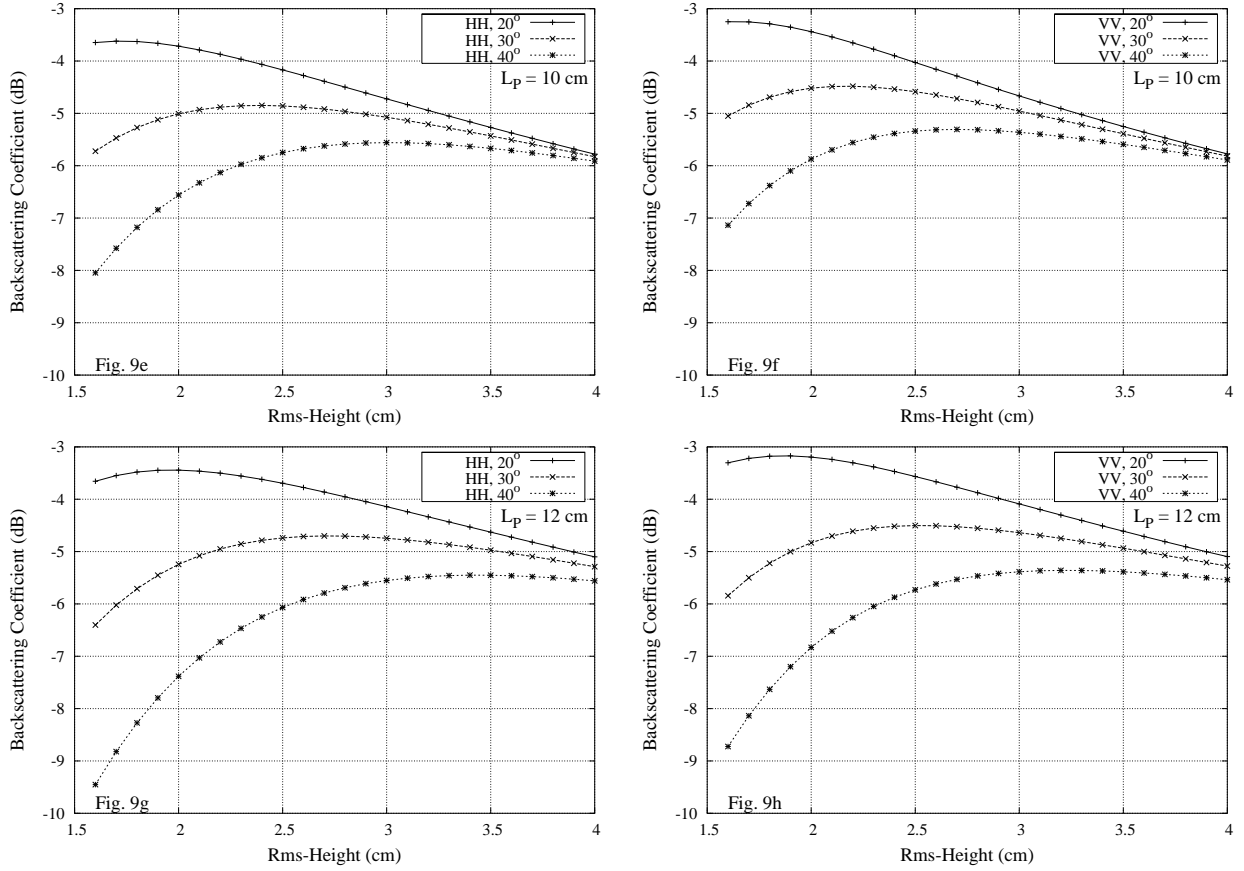 -3
-4
-5
-6
-7
-8
-9
-10
1.5 2 2.5 3 3.5 4
Backscattering Coefficient (dB)
Rms-Height (cm)
HH, 20°
HH, 30°
HH, 40°
L_P = 10 cm
Fig. 9e
-3
-4
-5
-6
-7
-8
-9
-10
1.5 2 2.5 3 3.5 4
Backscattering Coefficient (dB)
Rms-Height (cm)
VV, 20°
VV, 30°
VV, 40°
L_P = 10 cm
Fig. 9f
-3
-4
-5
-6
-7
-8
-9
-10
1.5 2 2.5 3 3.5 4
Backscattering Coefficient (dB)
Rms-Height (cm)
HH, 20°
HH, 30°
HH, 40°
L_P = 12 cm
Fig. 9g
-3
-4
-5
-6
-7
-8
-9
-10
1.5 2 2.5 3 3.5 4
Backscattering Coefficient (dB)
Rms-Height (cm)
VV, 20°
VV, 30°
VV, 40°
L_P = 12 cm
Fig. 9h